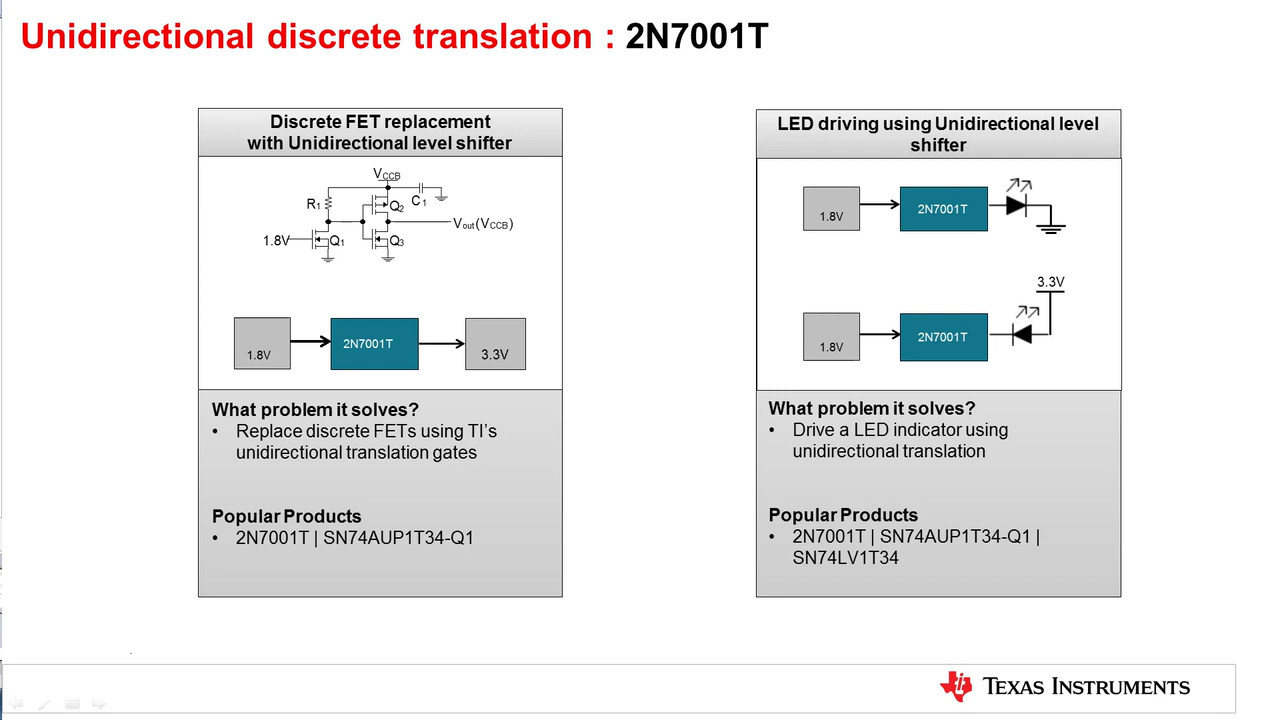 Unidirectional discrete translation : 2N7001T
Discrete FET replacement
with Unidirectional level shifter
VCCB
R1
Q2
C1
Vout(VCCB)
1.8V
Q1
Q3
1.8V
2N7001T
3.3V
What problem it solves?
• Replace discrete FETs using TI's
unidirectional translation gates
Popular Products
• 2N7001T | SN74AUP1T34-Q1
LED driving using Unidirectional level
shifter
1.8V
2N7001T
3.3V
1.8V
2N7001T
What problem it solves?
• Drive a LED indicator using
unidirectional translation
Popular Products
• 2N7001T | SN74AUP1T34-Q1 |
SN74LV1T34
TEXAS INSTRUMENTS